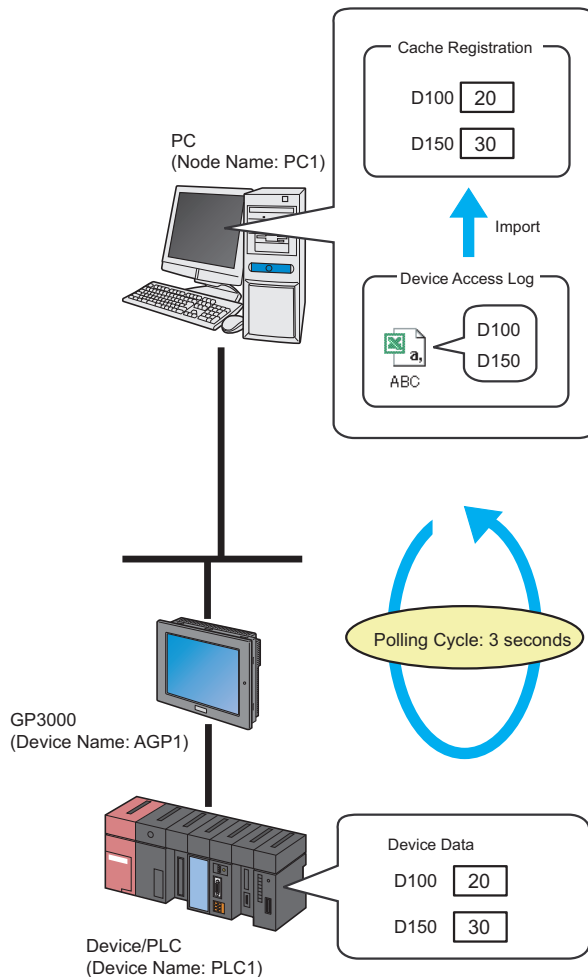 Cache Registration
D100 20
D150 30
PC
(Node Name: PC1)
Import
Device Access Log
D100
D150
a,
ABC
Polling Cycle: 3 seconds
GP3000
(Device Name: AGP1)
Device Data
D100 20
D150 30
Device/PLC
(Device Name: PLC1)